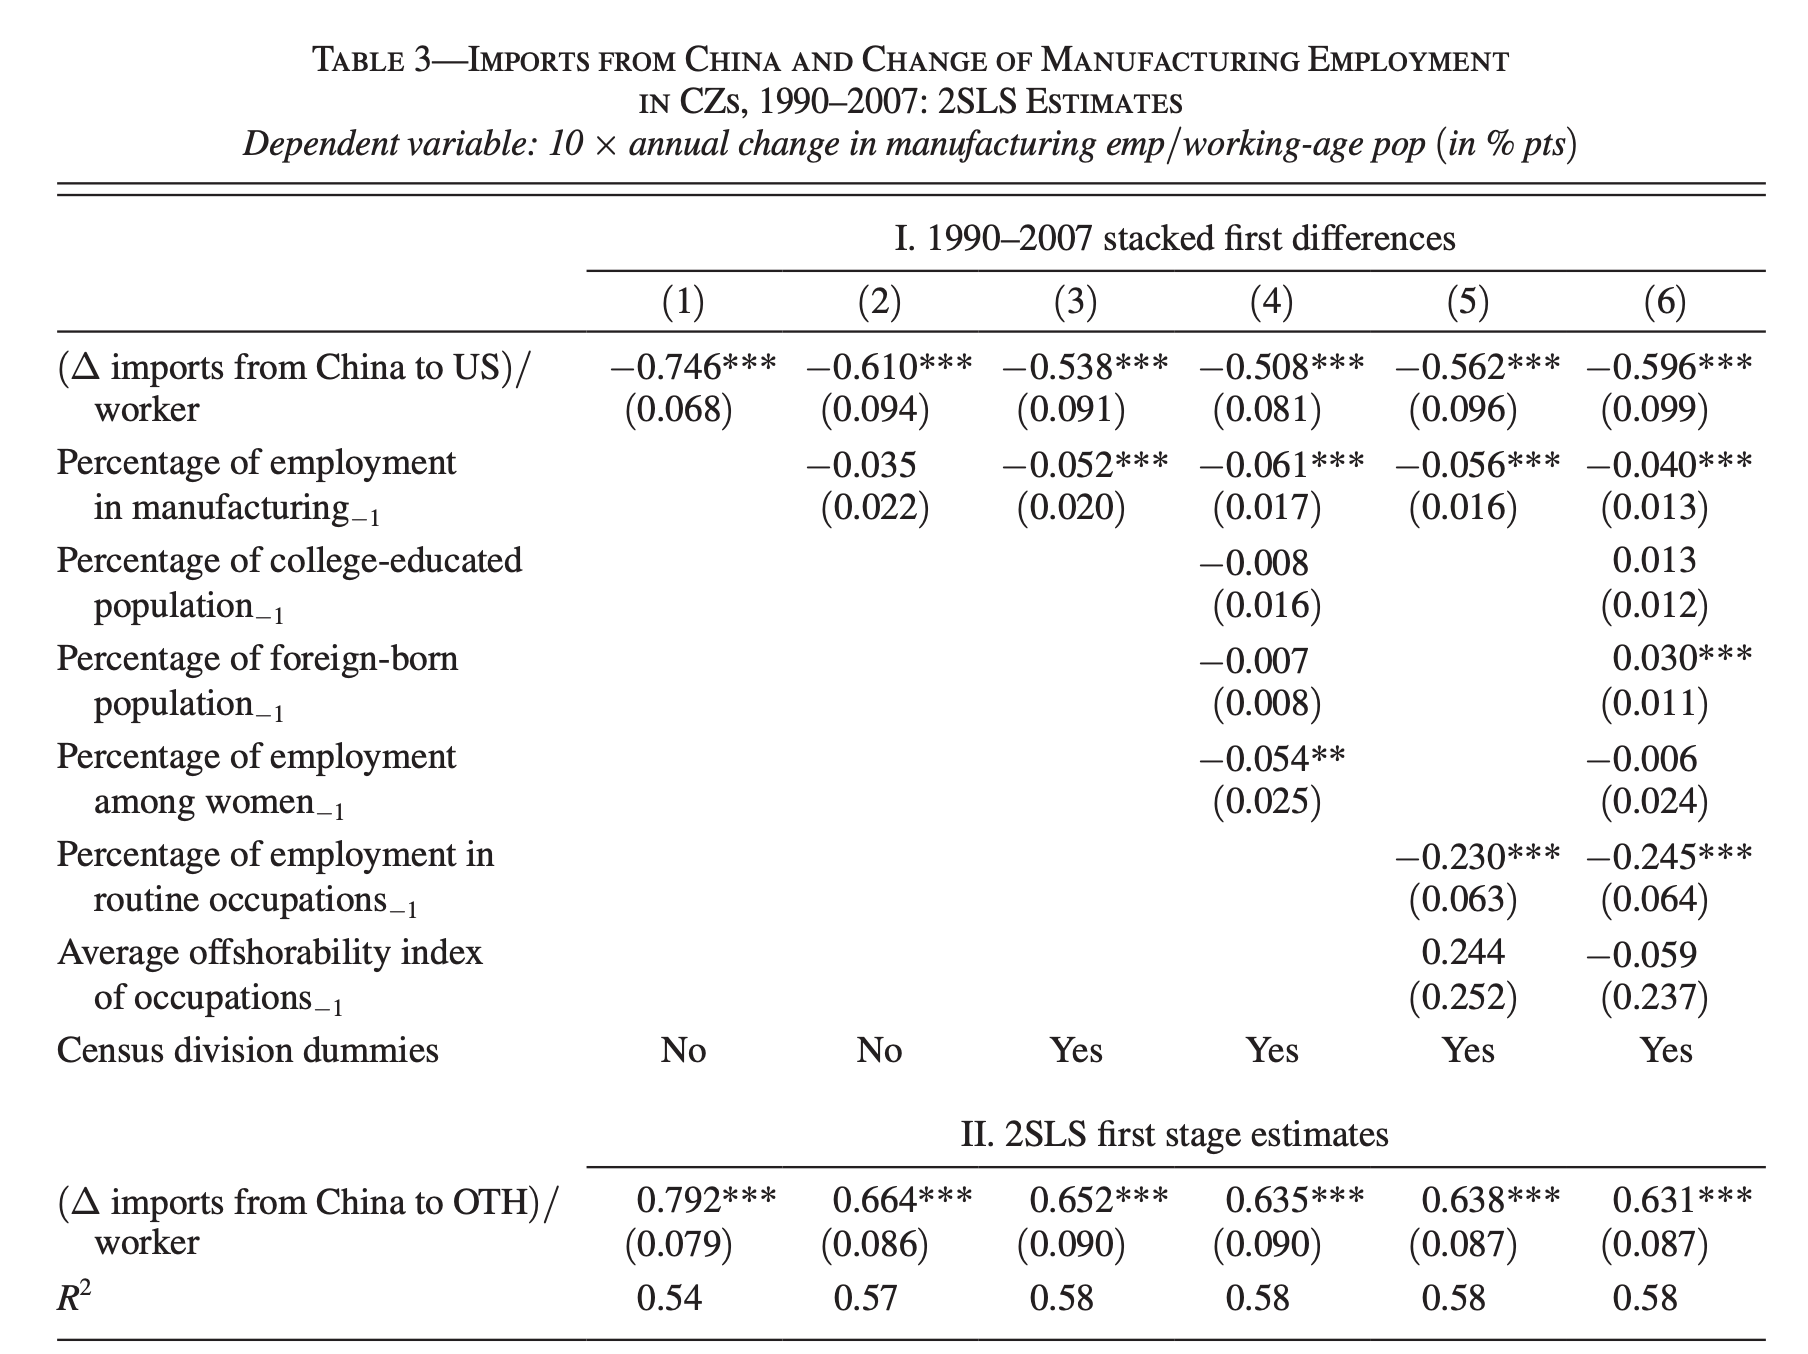 TABLE 3—IMPORTS FROM CHINA AND CHANGE OF MANUFACTURING EMPLOYMENT
IN CZS, 1990–2007: 2SLS ESTIMATES
Dependent variable: 10 × annual change in manufacturing emp/working-age pop (in % pts)
I. 1990–2007 stacked first differences
(1) (2) (3) (4) (5) (6)
(Δ imports from China to US)/ −0.746*** −0.610*** −0.538*** −0.508*** −0.562*** −0.596***
worker (0.068) (0.094) (0.091) (0.081) (0.096) (0.099)
Percentage of employment −0.035 −0.052*** −0.061*** −0.056*** −0.040***
in manufacturing₋₁ (0.022) (0.020) (0.017) (0.016) (0.013)
Percentage of college-educated −0.008 0.013
population₋₁ (0.016) (0.012)
Percentage of foreign-born −0.007 0.030***
population₋₁ (0.008) (0.011)
Percentage of employment −0.054** −0.006
among women₋₁ (0.025) (0.024)
Percentage of employment in −0.230*** −0.245***
routine occupations₋₁ (0.063) (0.064)
Average offshorability index 0.244 −0.059
of occupations₋₁ (0.252) (0.237)
Census division dummies No No Yes Yes Yes Yes
II. 2SLS first stage estimates
(Δ imports from China to OTH)/ 0.792*** 0.664*** 0.652*** 0.635*** 0.638*** 0.631***
worker (0.079) (0.086) (0.090) (0.090) (0.087) (0.087)
R² 0.54 0.57 0.58 0.58 0.58 0.58